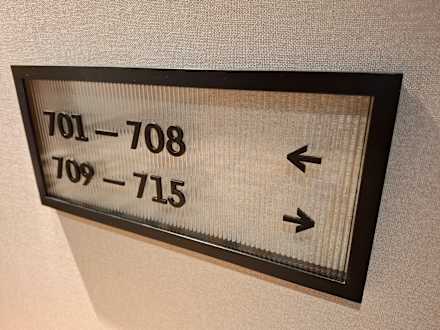 701 — 708 ←
709 — 715 →